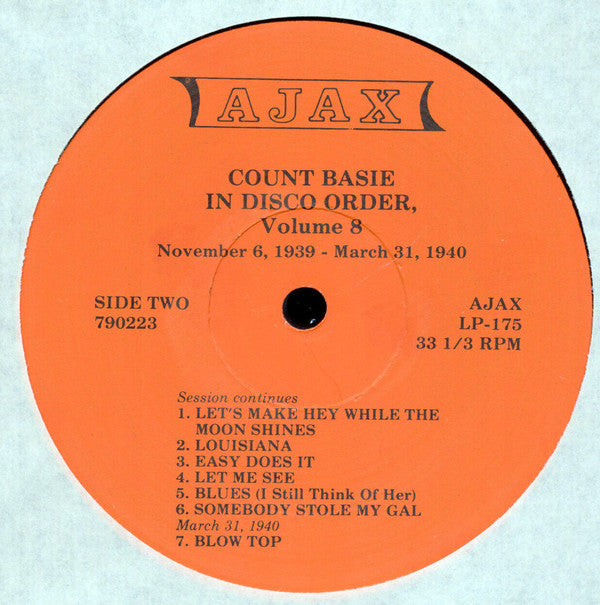 AJAX
COUNT BASIE
IN DISCO ORDER,
Volume 8
November 6, 1939 - March 31, 1940
SIDE TWO
790223
AJAX
LP-175
33 1/3 RPM
Session continues
1. LET'S MAKE HEY WHILE THE
MOON SHINES
2. LOUISIANA
3. EASY DOES IT
4. LET ME SEE
5. BLUES (I Still Think Of Her)
6. SOMEBODY STOLE MY GAL
March 31, 1940
7. BLOW TOP